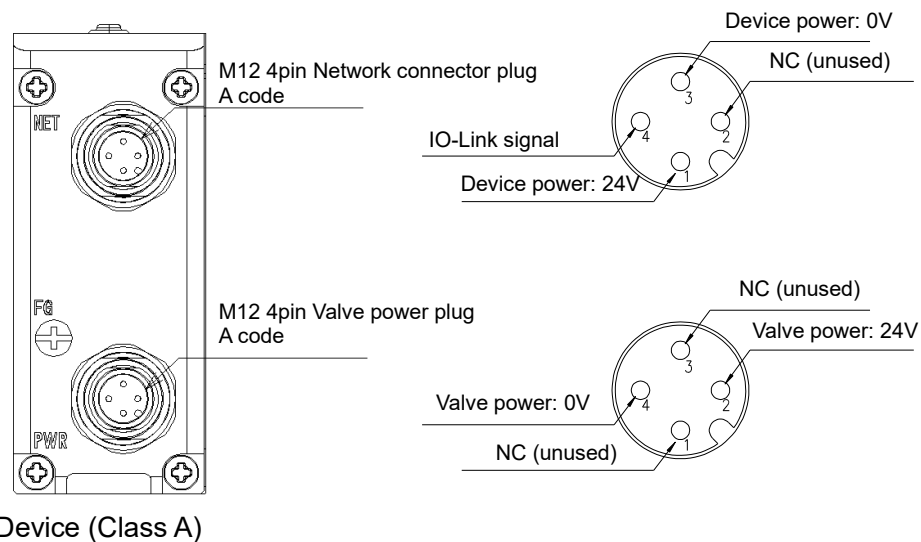 Device power: 0V
NC (unused)
M12 4pin Network connector plug
A code
NET
3
4
2
IO-Link signal
1
Device power: 24V
NC (unused)
FG
M12 4pin Valve power plug
A code
Valve power: 24V
3
4
2
Valve power: 0V
1
PWR
NC (unused)
Device (Class A)